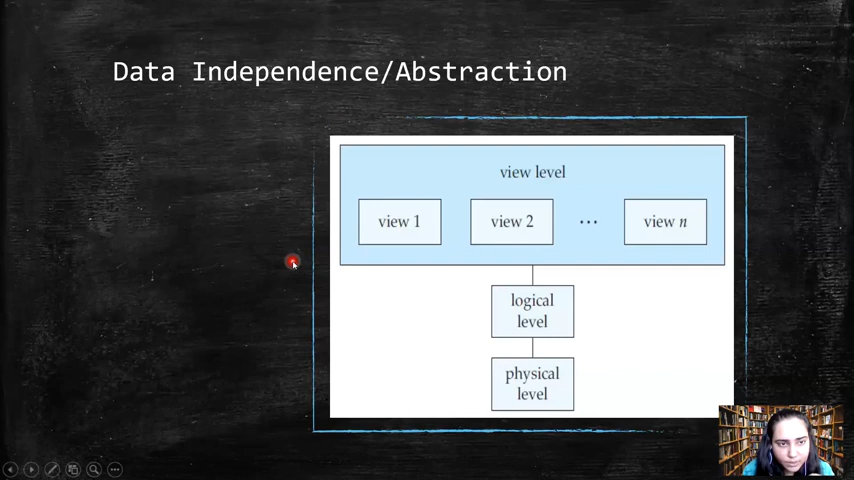 Data Independence/Abstraction
view level
view 1 view 2 ... view n
logical
level
physical
level